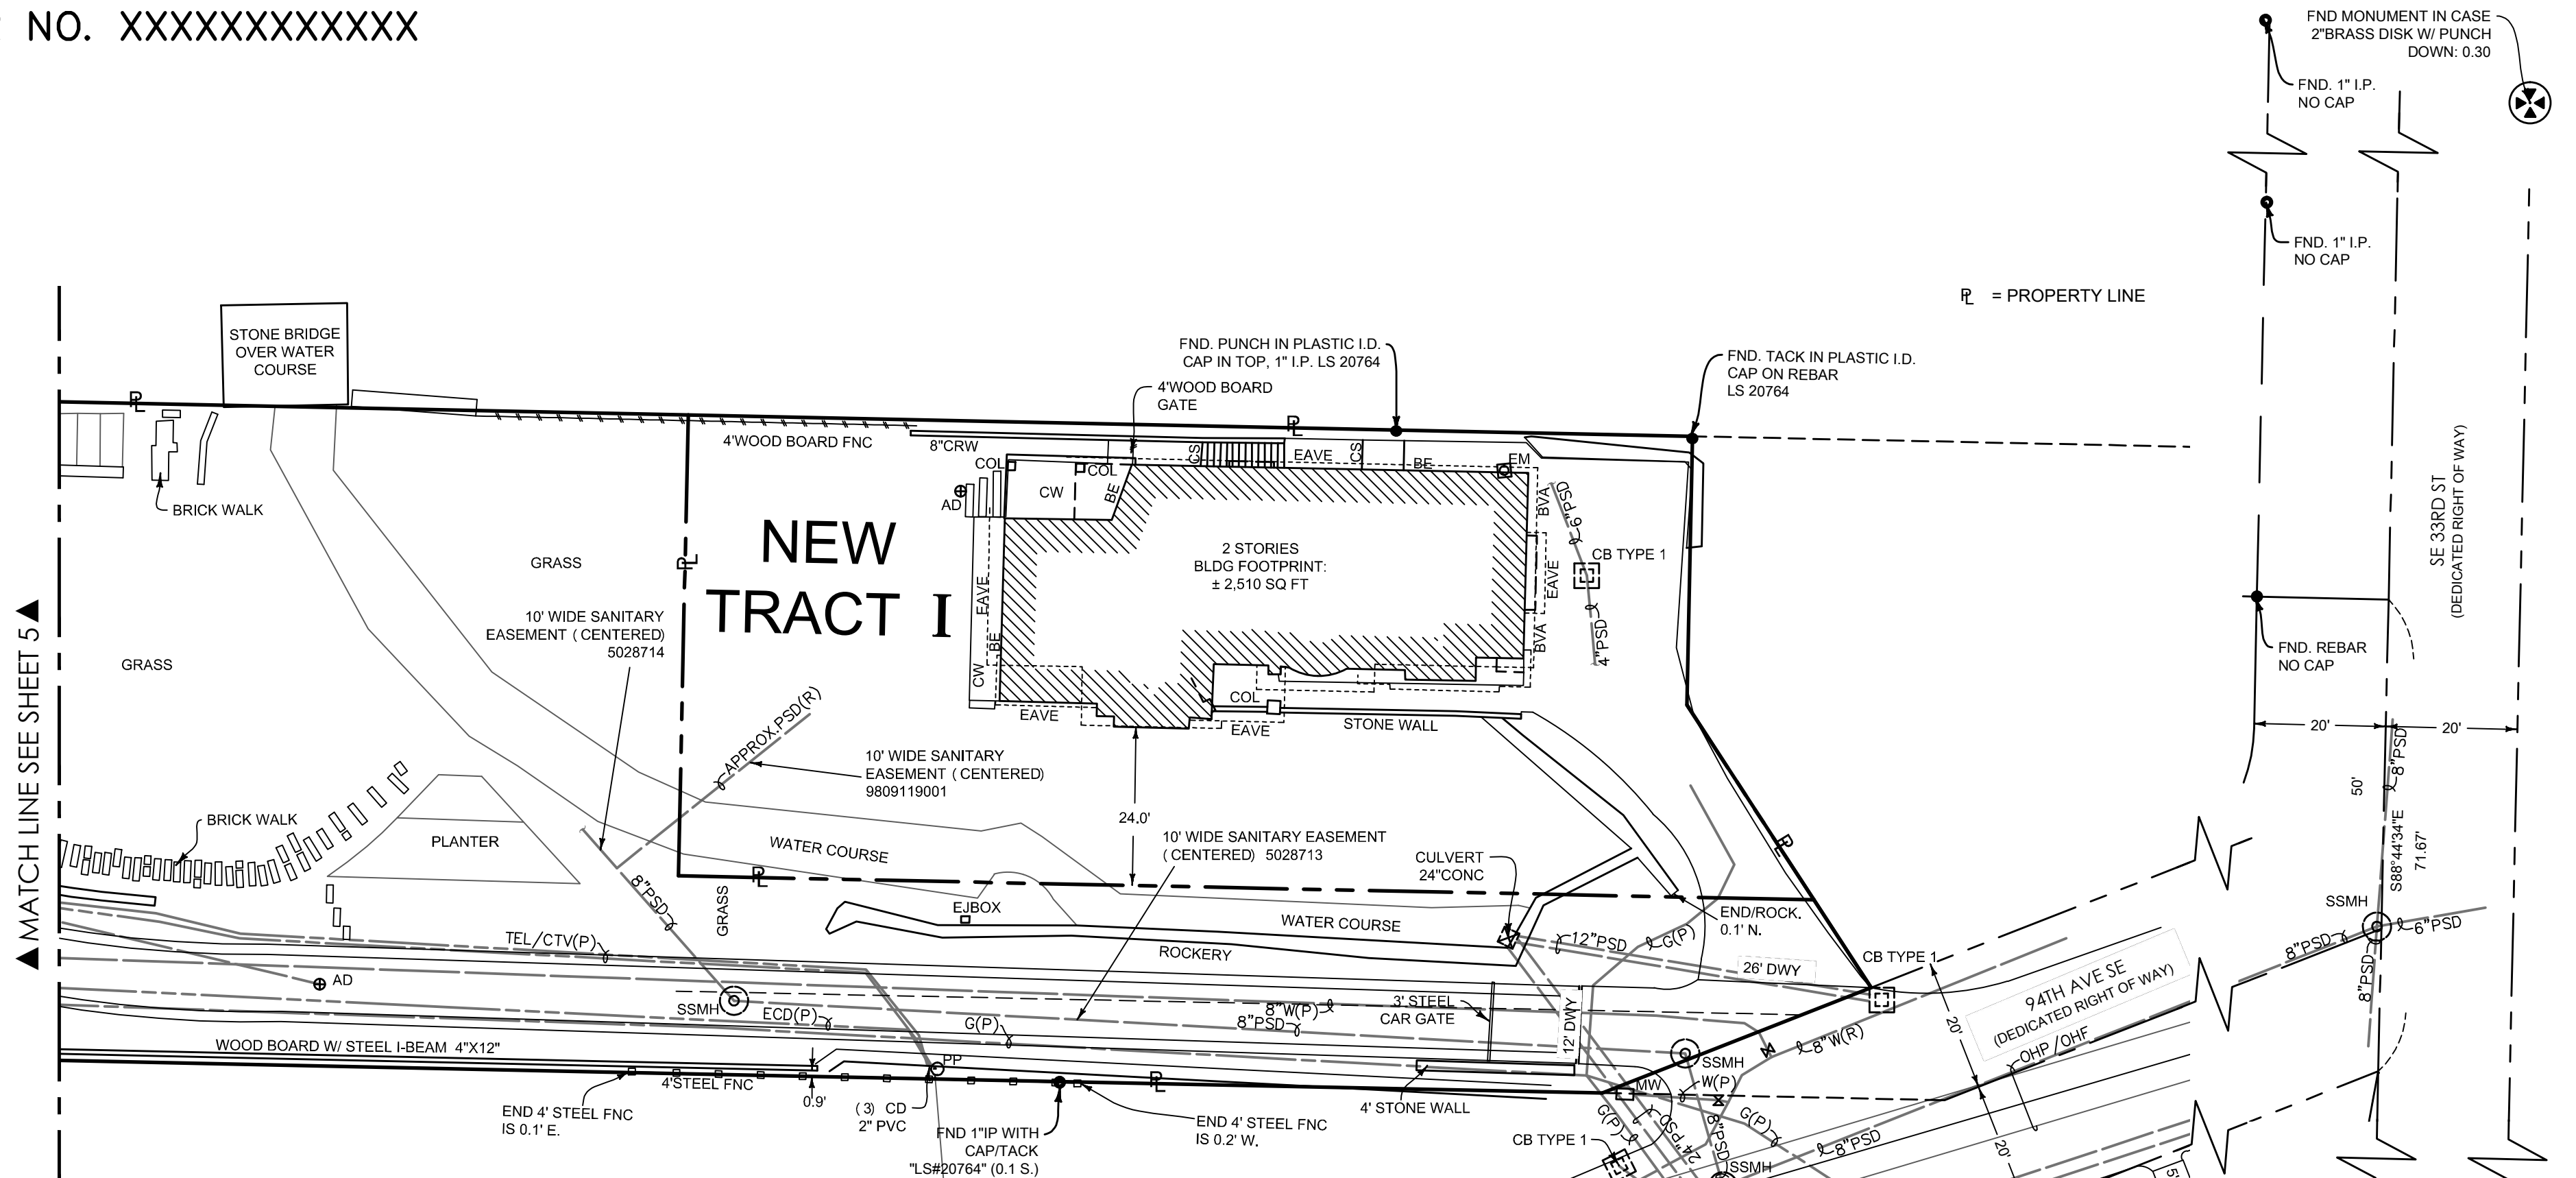 NO. XXXXXXXXXXXX
FND MONUMENT IN CASE
2"BRASS DISK W/ PUNCH
DOWN: 0.30
FND. 1" I.P.
NO CAP
FND. 1" I.P.
NO CAP
PL = PROPERTY LINE
STONE BRIDGE
OVER WATER
COURSE
FND. PUNCH IN PLASTIC I.D.
CAP IN TOP, 1" I.P. LS 20764
FND. TACK IN PLASTIC I.D.
CAP ON REBAR
LS 20764
4'WOOD BOARD
GATE
PL
PL
4'WOOD BOARD FNC
8"CRW
CS
EAVE
CS
BE
EM
COL
COL
CW
BE
AD
BRICK WALK
BVA
6"PSD
SE 33RD ST
(DEDICATED RIGHT OF WAY)
NEW
TRACT I
GRASS
PL
2 STORIES
BLDG FOOTPRINT:
± 2,510 SQ FT
CB TYPE 1
EAVE
EAVE
10' WIDE SANITARY
EASEMENT ( CENTERED)
5028714
BE
BVA
4"PSD
GRASS
FND. REBAR
NO CAP
CW
COL
EAVE
EAVE
STONE WALL
APPROX.PSD(R)
20'
20'
8"PSD
50'
10' WIDE SANITARY
EASEMENT ( CENTERED)
9809119001
MATCH LINE SEE SHEET 5
24.0'
BRICK WALK
PLANTER
WATER COURSE
10' WIDE SANITARY EASEMENT
( CENTERED) 5028713
CULVERT
24"CONC
PL
S88°44'34"E
71.67'
PL
8"PSD
GRASS
EJBOX
WATER COURSE
END/ROCK.
0.1' N.
SSMH
6"PSD
TEL/CTV(P)
ROCKERY
12"PSD
G(P)
26' DWY
CB TYPE 1
8"PSD
8"PSD
AD
SSMH
ECD(P)
G(P)
8"W(P)
8"PSD
3' STEEL
CAR GATE
12' DWY
94TH AVE SE
(DEDICATED RIGHT OF WAY)
20'
WOOD BOARD W/ STEEL I-BEAM 4"X12"
PP
SSMH
8"W(R)
OHP /OHF
4'STEEL FNC
PL
MW
W(P)
0.9'
END 4' STEEL FNC
IS 0.1' E.
( 3) CD
2" PVC
4' STONE WALL
END 4' STEEL FNC
IS 0.2' W.
FND 1"IP WITH
CAP/TACK
"LS#20764" (0.1 S.)
G(P)
24"PSD
8"PSD
G(P)
8"PSD
CB TYPE 1
SSMH
20'
5'